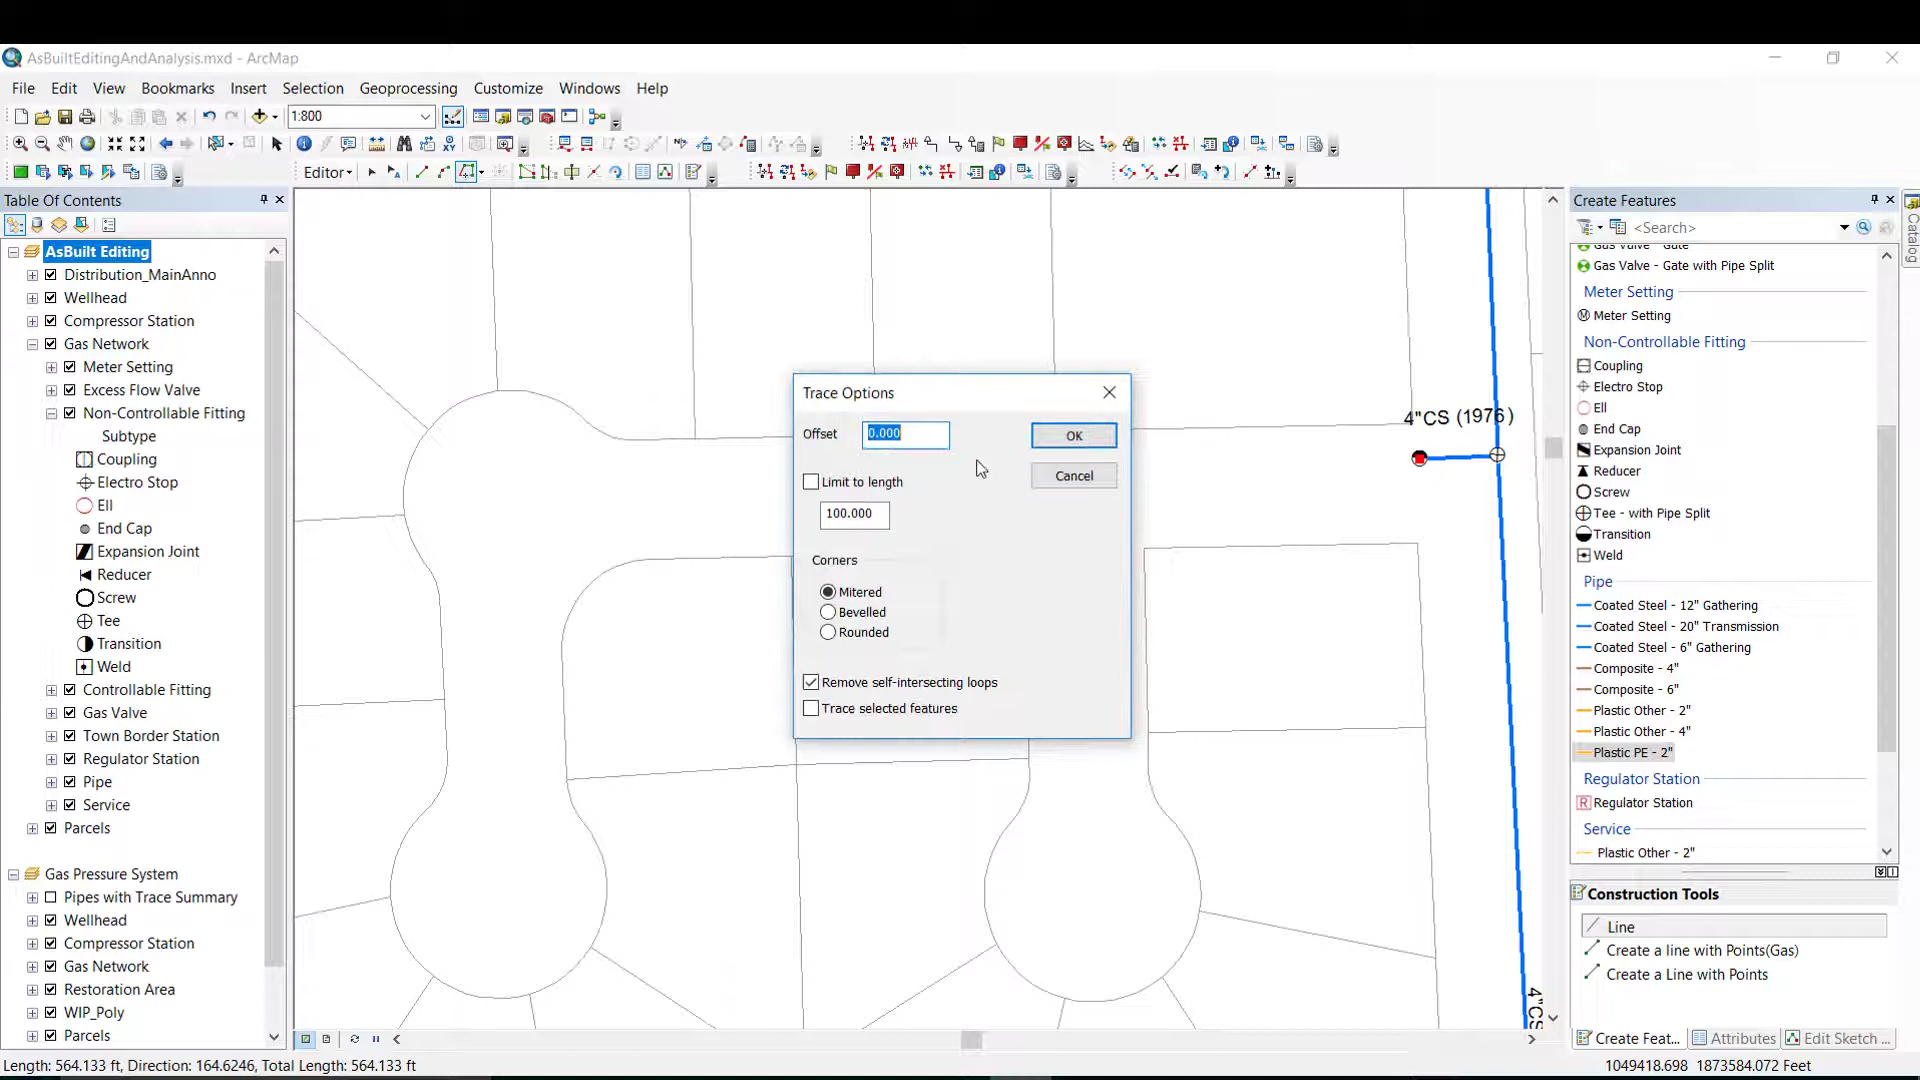 AsBuiltEditingAndAnalysis.mxd - ArcMap
File Edit View Bookmarks Insert Selection Geoprocessing Customize Windows Help
1:800
Editor
Table Of Contents
AsBuilt Editing
Distribution_MainAnno
Wellhead
Compressor Station
Gas Network
Meter Setting
Excess Flow Valve
Non-Controllable Fitting
Subtype
Coupling
Electro Stop
Ell
End Cap
Expansion Joint
Reducer
Screw
Tee
Transition
Weld
Controllable Fitting
Gas Valve
Town Border Station
Regulator Station
Pipe
Service
Parcels
Gas Pressure System
Pipes with Trace Summary
Wellhead
Compressor Station
Gas Network
Restoration Area
WIP_Poly
Parcels
4"CS (1976)
4"CS
Trace Options
Offset
0.000
OK
Cancel
Limit to length
100.000
Corners
Mitered
Bevelled
Rounded
Remove self-intersecting loops
Trace selected features
Create Features
<Search>
Gas Valve - Gate
Gas Valve - Gate with Pipe Split
Meter Setting
Meter Setting
Non-Controllable Fitting
Coupling
Electro Stop
Ell
End Cap
Expansion Joint
Reducer
Screw
Tee - with Pipe Split
Transition
Weld
Pipe
Coated Steel - 12" Gathering
Coated Steel - 20" Transmission
Coated Steel - 6" Gathering
Composite - 4"
Composite - 6"
Plastic Other - 2"
Plastic Other - 4"
Plastic PE - 2"
Regulator Station
Regulator Station
Service
Plastic Other - 2"
Construction Tools
Line
Create a line with Points(Gas)
Create a Line with Points
Create Feat... Attributes Edit Sketch ...
Catalog
Length: 564.133 ft, Direction: 164.6246, Total Length: 564.133 ft
1049418.698 1873584.072 Feet